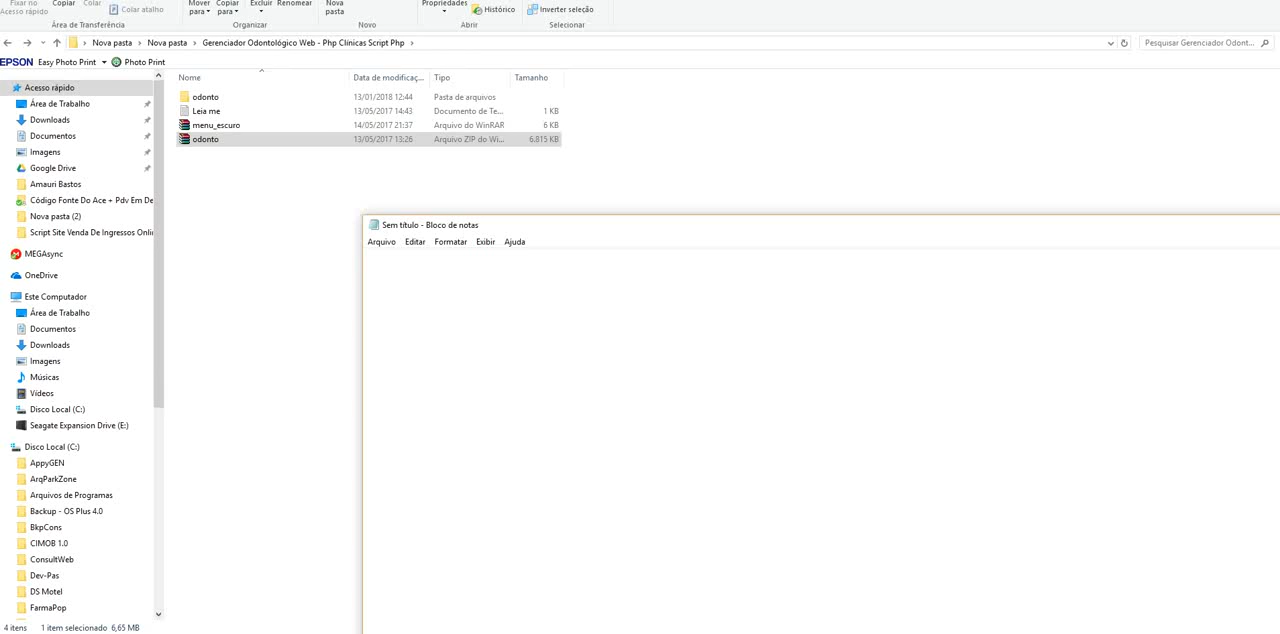 Fixar no Copiar Colar Colar atalho Mover Copiar Excluir Renomear Nova Propriedades Histórico Inverter seleção
Acesso rápido para para pasta
Área de Transferência Organizar Novo Abrir Selecionar
Nova pasta Nova pasta Gerenciador Odontológico Web - Php Clínicas Script Php Pesquisar Gerenciador Odont...
EPSON Easy Photo Print Photo Print
Nome Data de modificaç... Tipo Tamanho
Acesso rápido
odonto 13/01/2018 12:44 Pasta de arquivos
Área de Trabalho
Leia me 13/05/2017 14:43 Documento de Te... 1 KB
Downloads
menu_escuro 14/05/2017 21:37 Arquivo do WinRAR 6 KB
Documentos
odonto 13/05/2017 13:26 Arquivo ZIP do Wi... 6.815 KB
Imagens
Google Drive
Amauri Bastos
Código Fonte Do Ace + Pdv Em De
Nova pasta (2)
Script Site Venda De Ingressos Onli
Sem título - Bloco de notas
Arquivo Editar Formatar Exibir Ajuda
MEGAsync
OneDrive
Este Computador
Área de Trabalho
Documentos
Downloads
Imagens
Músicas
Vídeos
Disco Local (C:)
Seagate Expansion Drive (E:)
Disco Local (C:)
AppyGEN
ArqParkZone
Arquivos de Programas
Backup - OS Plus 4.0
BkpCons
CIMOB 1.0
ConsultWeb
Dev-Pas
DS Motel
FarmaPop
4 itens 1 item selecionado 6,65 MB